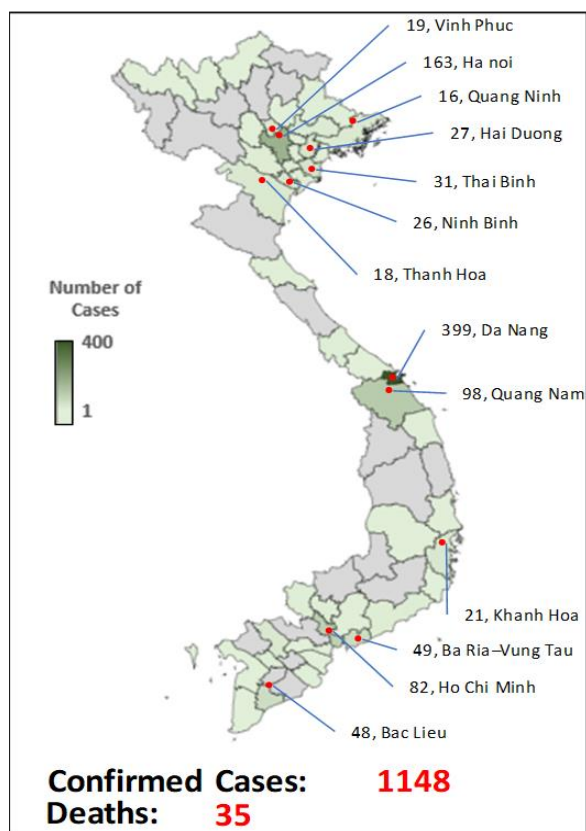 19, Vinh Phuc
163, Ha noi
16, Quang Ninh
27, Hai Duong
31, Thai Binh
26, Ninh Binh
18, Thanh Hoa
Number of
Cases
400
1
399, Da Nang
98, Quang Nam
21, Khanh Hoa
49, Ba Ria–Vung Tau
82, Ho Chi Minh
48, Bac Lieu
Confirmed Cases: 1148
Deaths: 35